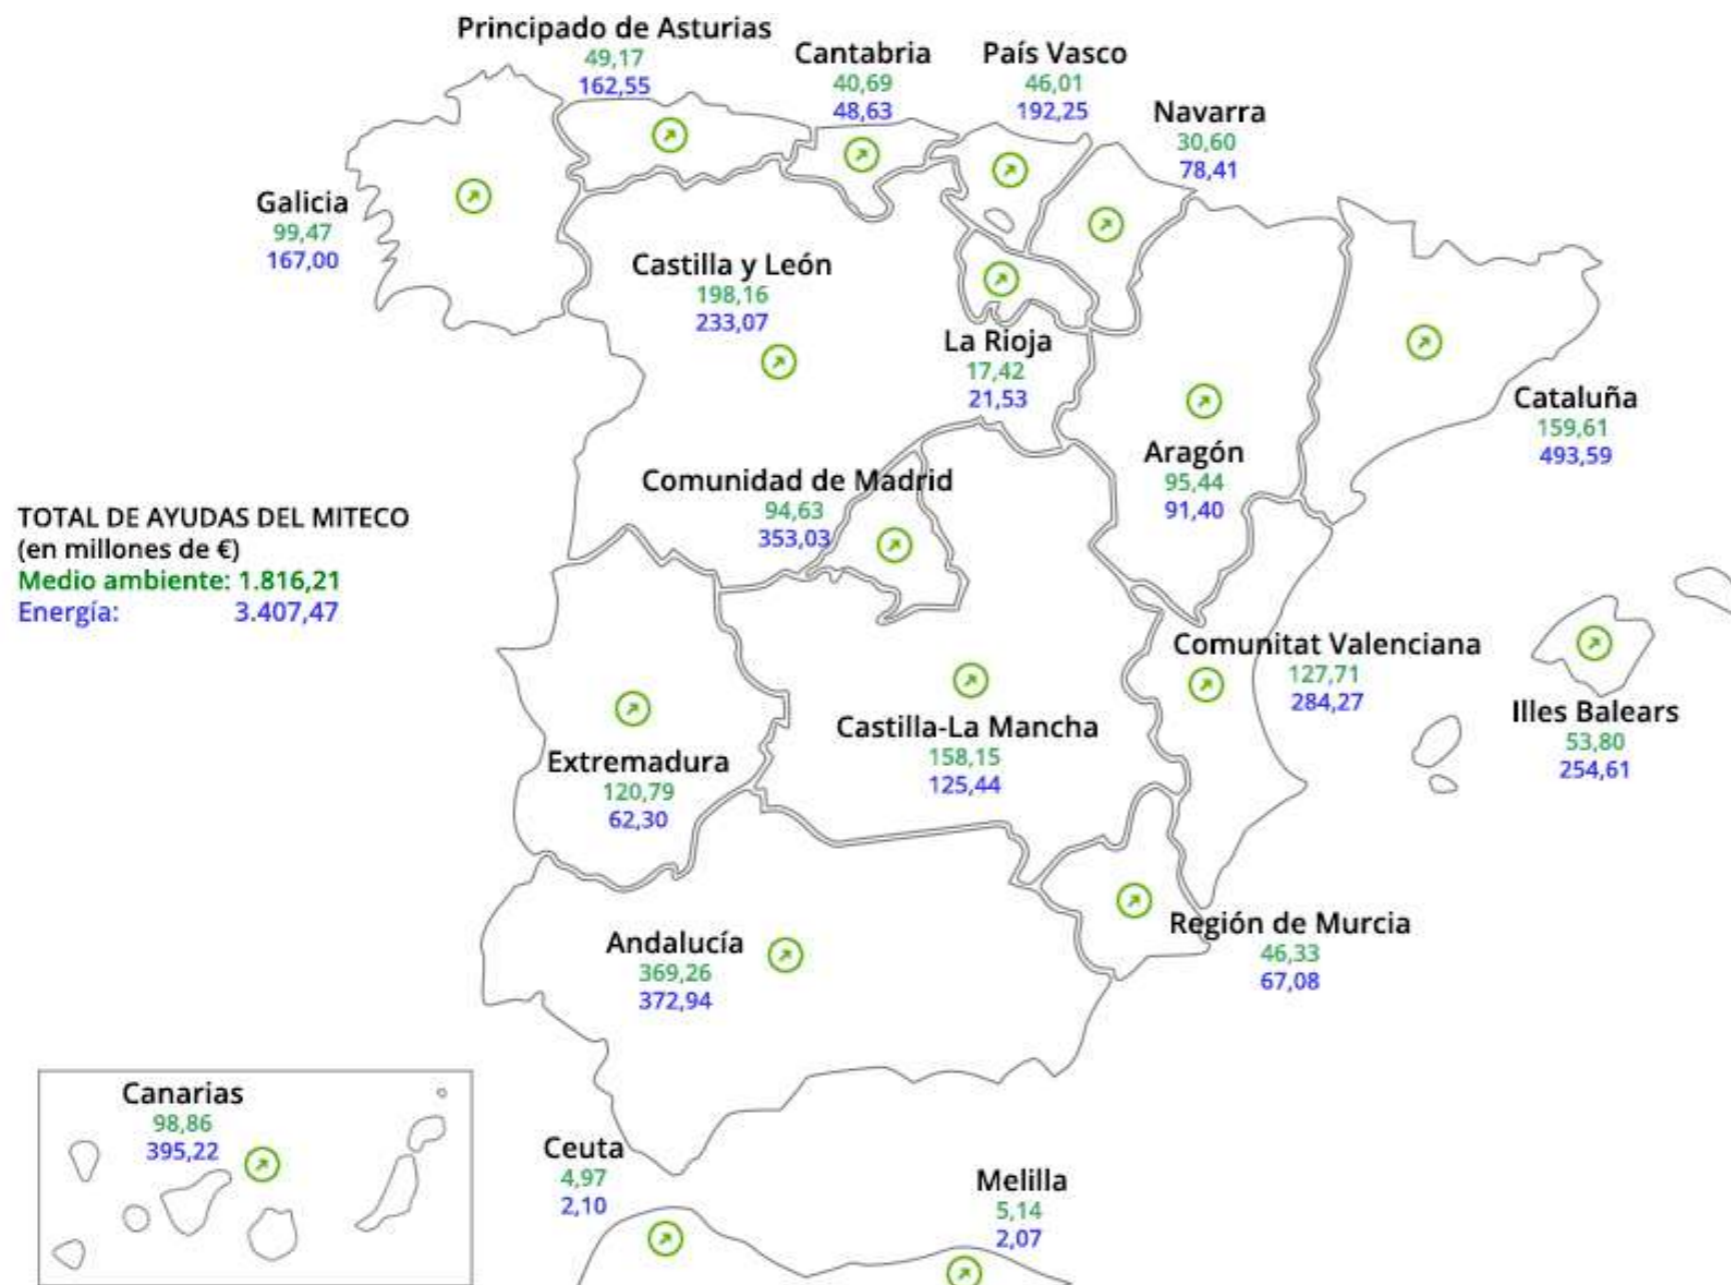 Principado de Asturias
49,17
162,55
Cantabria
40,69
48,63
País Vasco
46,01
192,25
Navarra
30,60
78,41
Galicia
99,47
167,00
Castilla y León
198,16
233,07
La Rioja
17,42
21,53
Cataluña
159,61
493,59
Aragón
95,44
91,40
Comunidad de Madrid
94,63
353,03
TOTAL DE AYUDAS DEL MITECO
(en millones de €)
Medio ambiente: 1.816,21
Energía: 3.407,47
Comunitat Valenciana
127,71
284,27
Illes Balears
53,80
254,61
Castilla-La Mancha
158,15
125,44
Extremadura
120,79
62,30
Región de Murcia
46,33
67,08
Andalucía
369,26
372,94
Canarias
98,86
395,22
Ceuta
4,97
2,10
Melilla
5,14
2,07